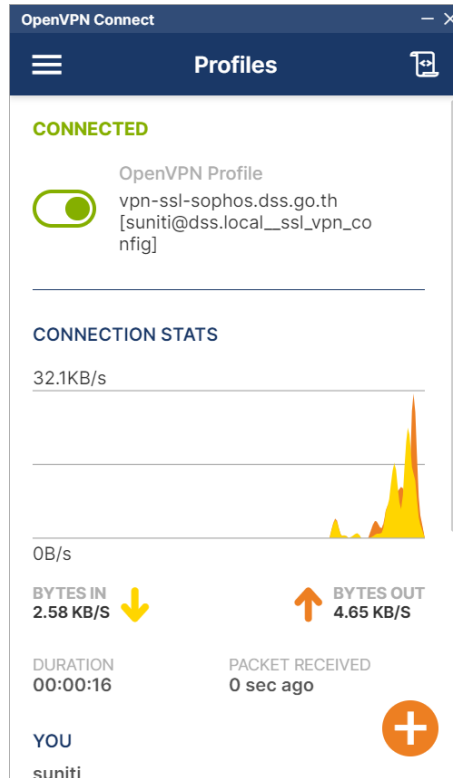 OpenVPN Connect
Profiles
CONNECTED
OpenVPN Profile
vpn-ssl-sophos.dss.go.th
[suniti@dss.local__ssl_vpn_co
nfig]
CONNECTION STATS
32.1KB/s
0B/s
BYTES IN
2.58 KB/S
BYTES OUT
4.65 KB/S
DURATION
00:00:16
PACKET RECEIVED
0 sec ago
YOU
suniti